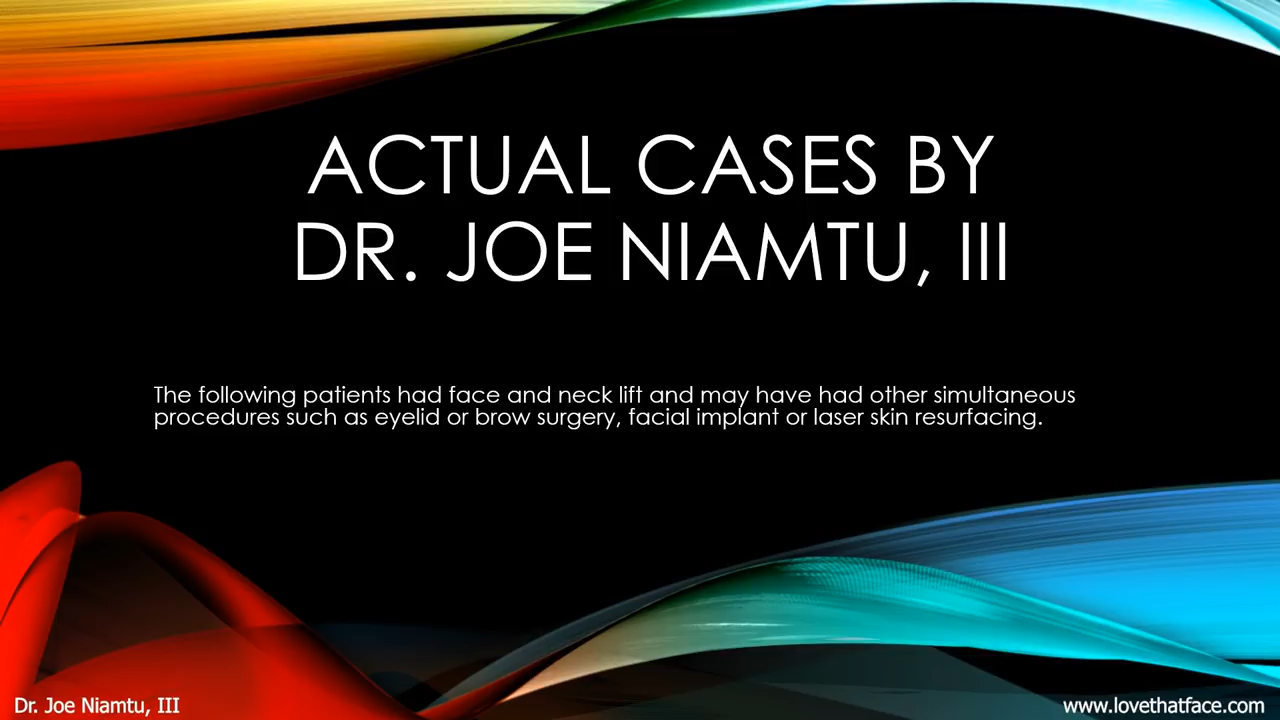 ACTUAL CASES BY
DR. JOE NIAMTU, III
The following patients had face and neck lift and may have had other simultaneous
procedures such as eyelid or brow surgery, facial implant or laser skin resurfacing.
Dr. Joe Niamtu, III
www.lovethatface.com